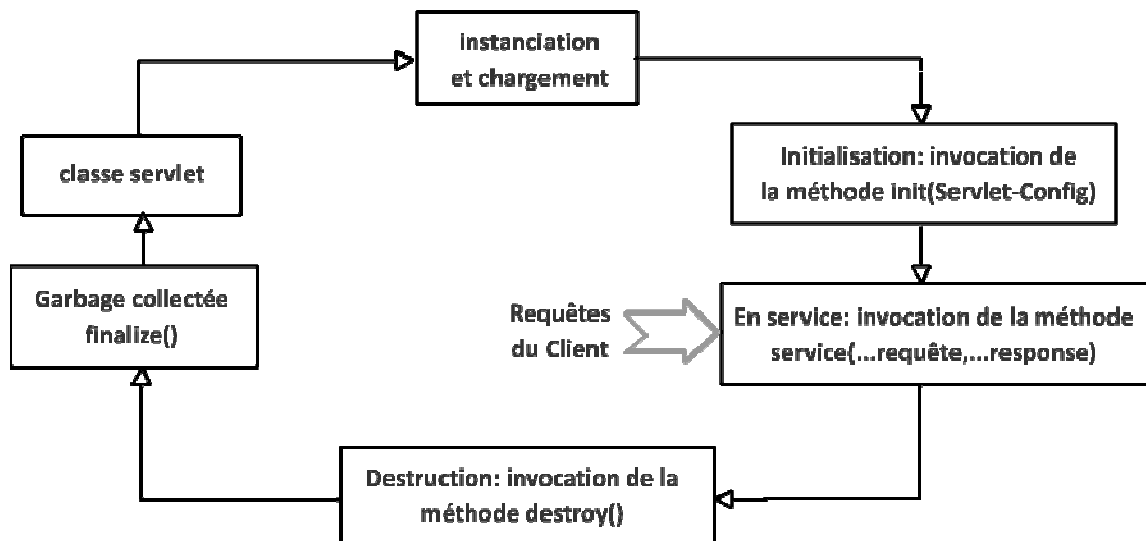 instanciation
et chargement
classe servlet
Initialisation: invocation de
la méthode init(Servlet-Config)
Garbage collectée
finalize()
Requêtes
du Client
En service: invocation de la méthode
service(...requête,...response)
Destruction: invocation de la
méthode destroy()